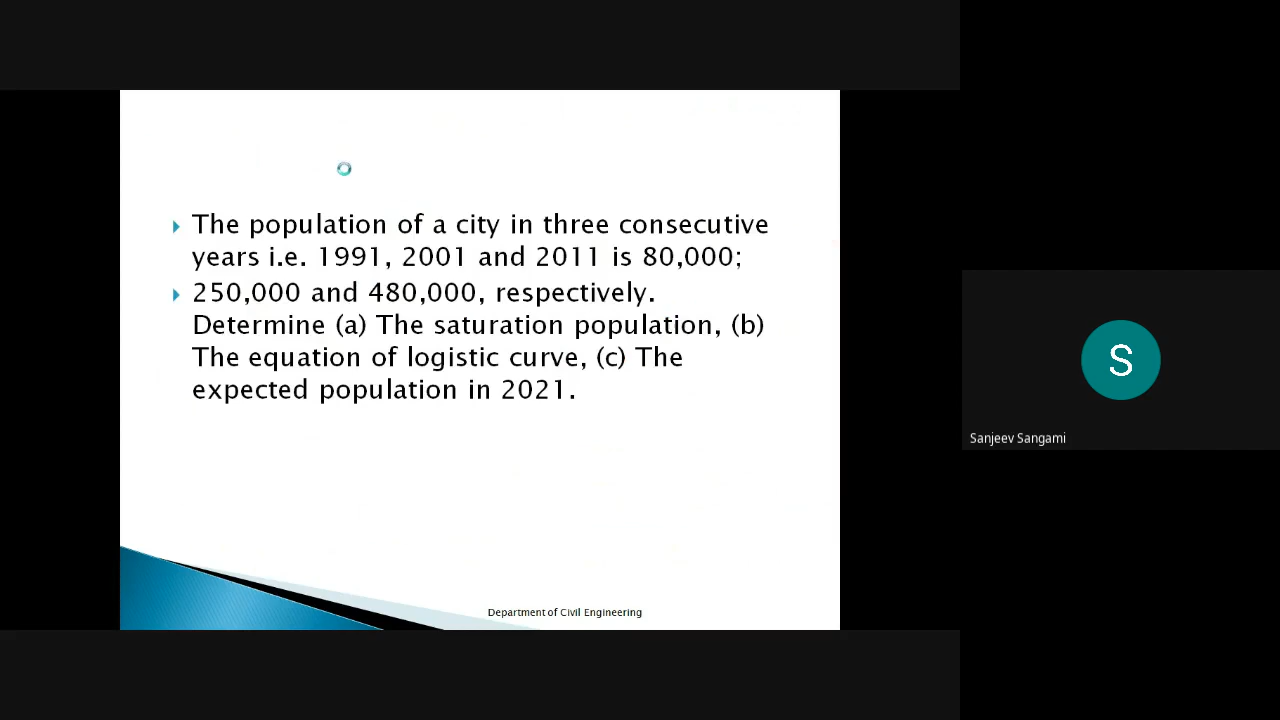 The population of a city in three consecutive
years i.e. 1991, 2001 and 2011 is 80,000;
250,000 and 480,000, respectively.
Determine (a) The saturation population, (b)
The equation of logistic curve, (c) The
expected population in 2021.
Department of Civil Engineering
S
Sanjeev Sangami